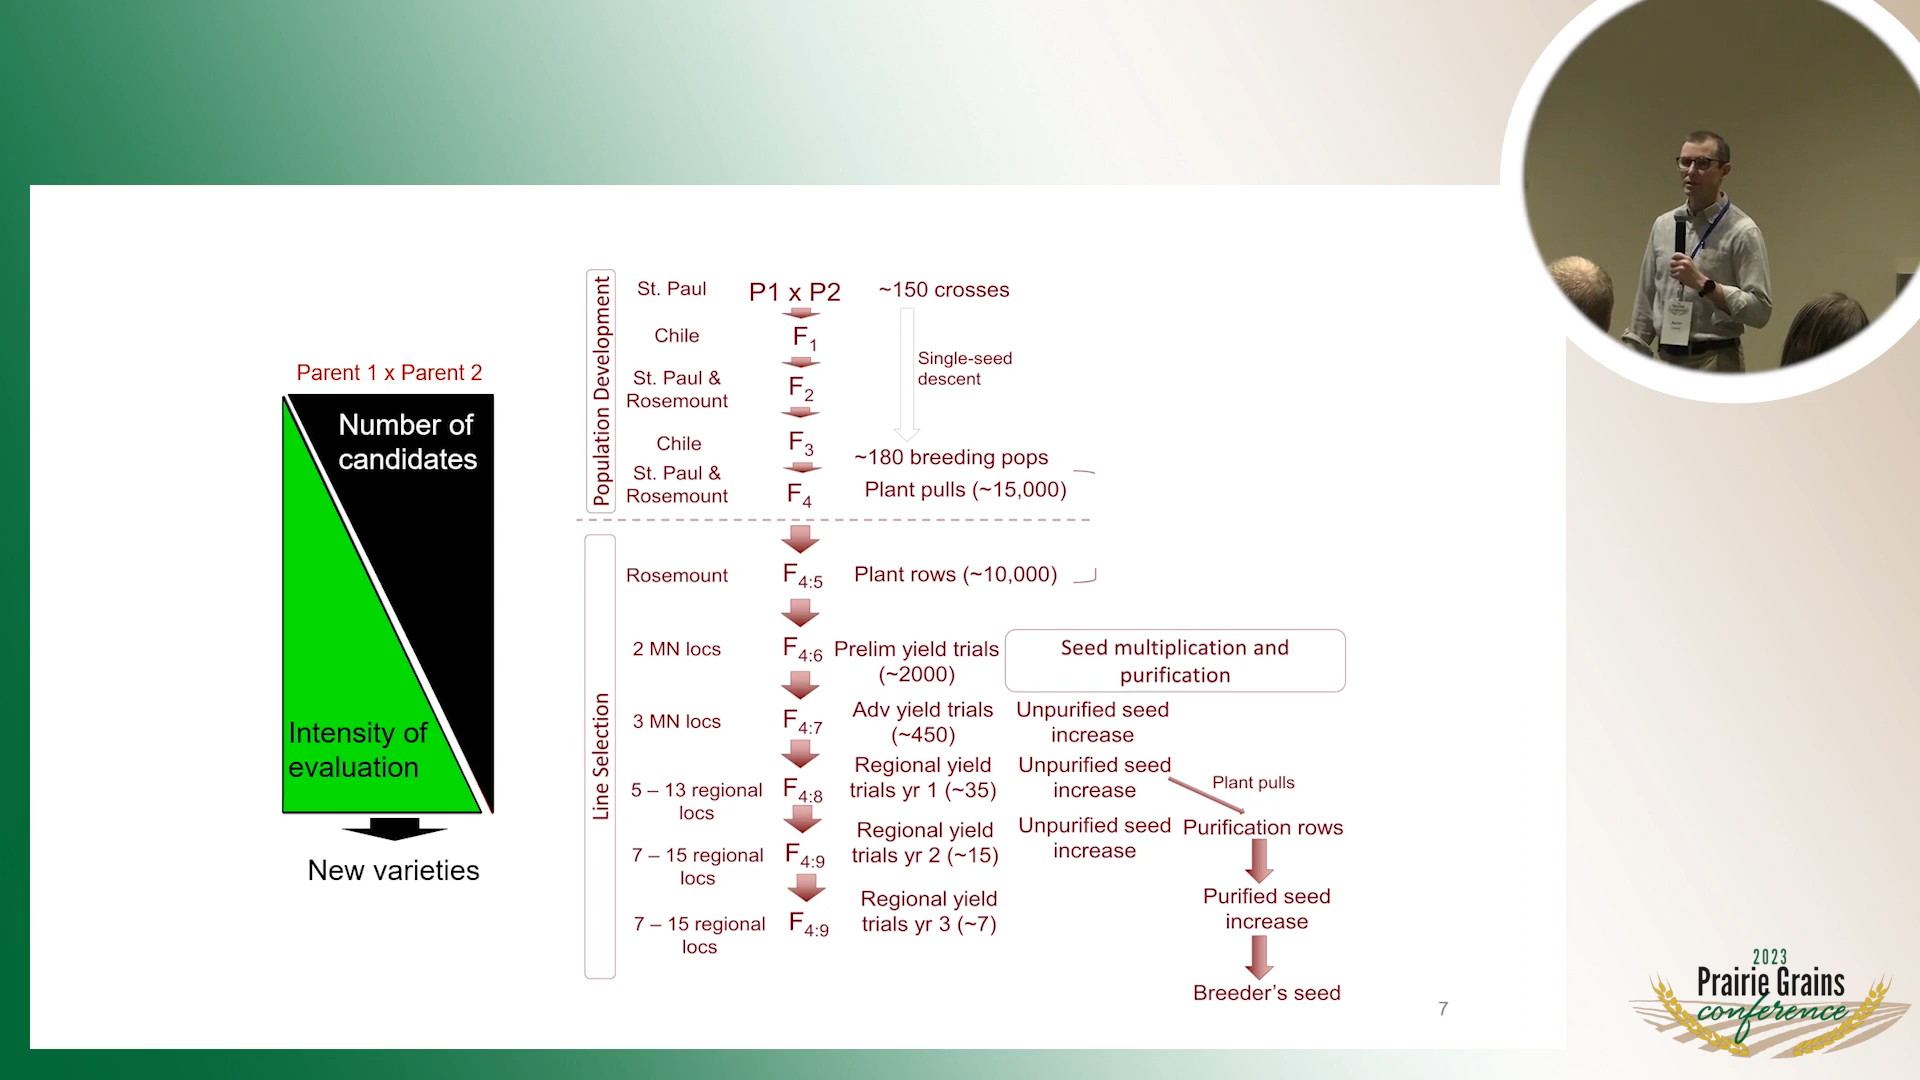 Parent 1 x Parent 2
Number of
candidates
Intensity of
evaluation
New varieties
Population Development
St. Paul
P1 x P2
~150 crosses
Chile
F1
Single-seed
descent
St. Paul &
Rosemount
F2
Chile
F3
~180 breeding pops
St. Paul &
Rosemount
F4
Plant pulls (~15,000)
Line Selection
Rosemount
F4:5
Plant rows (~10,000)
2 MN locs
F4:6
Prelim yield trials
(~2000)
Seed multiplication and
purification
3 MN locs
F4:7
Adv yield trials
(~450)
Unpurified seed
increase
5 – 13 regional
locs
F4:8
Regional yield
trials yr 1 (~35)
Unpurified seed
increase
Plant pulls
7 – 15 regional
locs
F4:9
Regional yield
trials yr 2 (~15)
Unpurified seed
increase
Purification rows
7 – 15 regional
locs
F4:9
Regional yield
trials yr 3 (~7)
Purified seed
increase
Breeder's seed
7
2023
Prairie Grains
conference